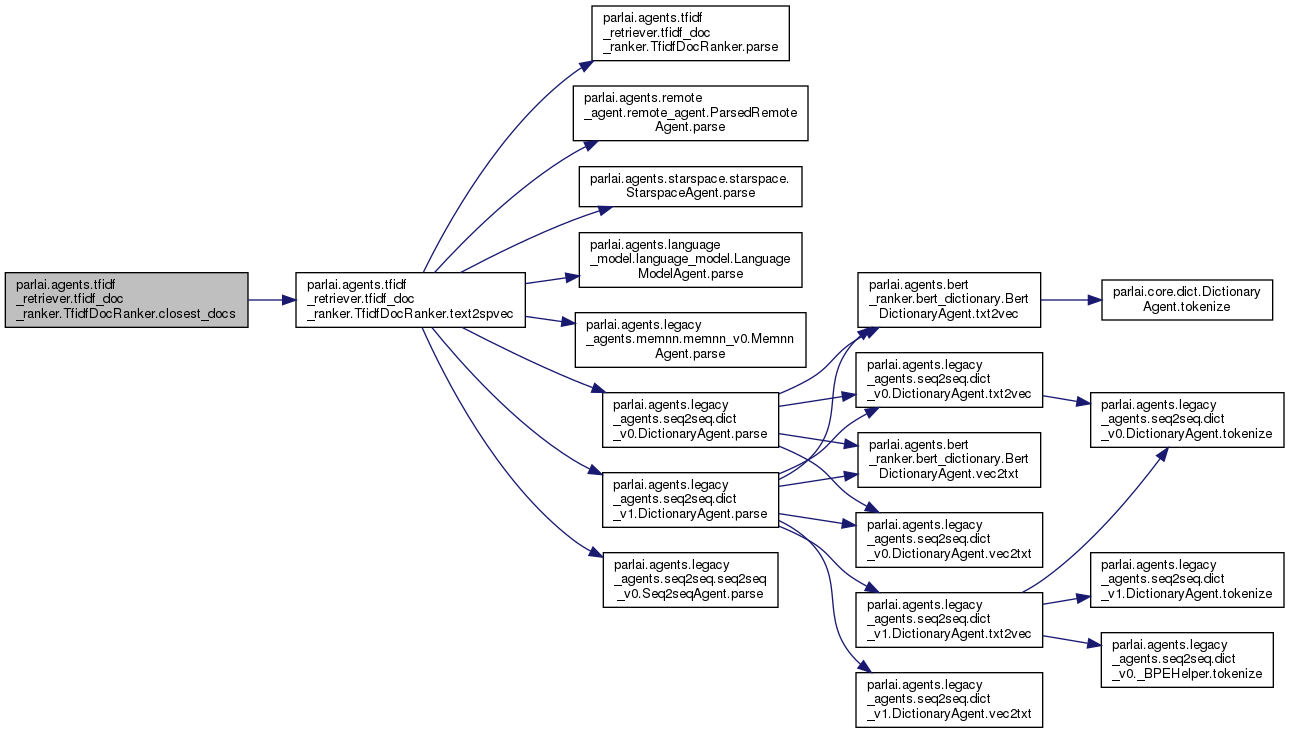 parlai.agents.tfidf
_retriever.tfidf_doc
_ranker.TfidfDocRanker.closest_docs
parlai.agents.tfidf
_retriever.tfidf_doc
_ranker.TfidfDocRanker.text2spvec
parlai.agents.tfidf
_retriever.tfidf_doc
_ranker.TfidfDocRanker.parse
parlai.agents.remote
_agent.remote_agent.ParsedRemote
Agent.parse
parlai.agents.starspace.starspace.
StarspaceAgent.parse
parlai.agents.language
_model.language_model.Language
ModelAgent.parse
parlai.agents.legacy
_agents.memnn.memnn_v0.Memnn
Agent.parse
parlai.agents.legacy
_agents.seq2seq.dict
_v0.DictionaryAgent.parse
parlai.agents.legacy
_agents.seq2seq.dict
_v1.DictionaryAgent.parse
parlai.agents.legacy
_agents.seq2seq.seq2seq
_v0.Seq2seqAgent.parse
parlai.agents.bert
_ranker.bert_dictionary.Bert
DictionaryAgent.txt2vec
parlai.agents.legacy
_agents.seq2seq.dict
_v0.DictionaryAgent.txt2vec
parlai.agents.bert
_ranker.bert_dictionary.Bert
DictionaryAgent.vec2txt
parlai.agents.legacy
_agents.seq2seq.dict
_v0.DictionaryAgent.vec2txt
parlai.agents.legacy
_agents.seq2seq.dict
_v1.DictionaryAgent.txt2vec
parlai.agents.legacy
_agents.seq2seq.dict
_v1.DictionaryAgent.vec2txt
parlai.core.dict.Dictionary
Agent.tokenize
parlai.agents.legacy
_agents.seq2seq.dict
_v0.DictionaryAgent.tokenize
parlai.agents.legacy
_agents.seq2seq.dict
_v1.DictionaryAgent.tokenize
parlai.agents.legacy
_agents.seq2seq.dict
_v0._BPEHelper.tokenize